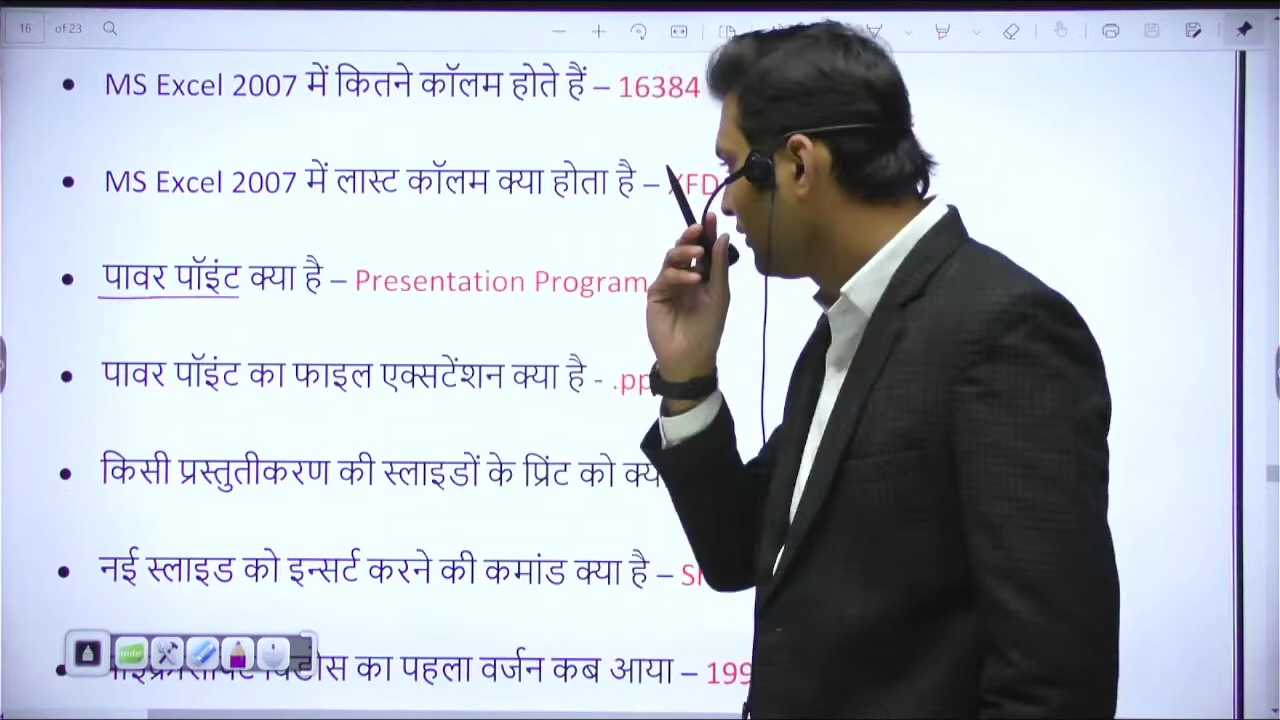 16 of 23
• MS Excel 2007 में कितने कॉलम होते हैं – 16384
• MS Excel 2007 में लास्ट कॉलम क्या होता है – XFD
• पावर पॉइंट क्या है – Presentation Program
• पावर पॉइंट का फाइल एक्सटेंशन क्या है - .pp
• किसी प्रस्तुतीकरण की स्लाइडों के प्रिंट को
• नई स्लाइड को इन्सर्ट करने की कमांड क्या है –
• का पहला वर्जन कब आया – 199